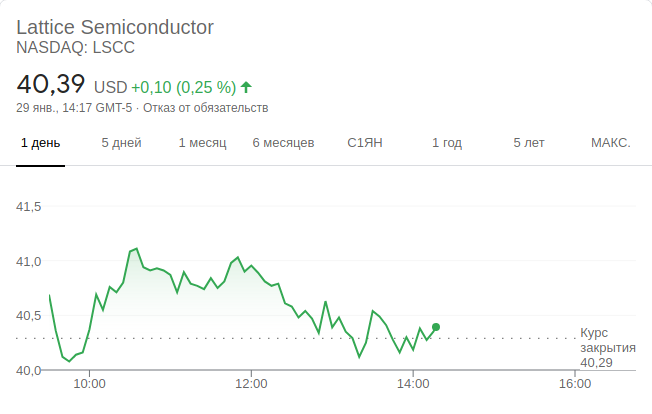 Lattice Semiconductor
NASDAQ: LSCC
40,39 USD +0,10 (0,25 %)
29 янв., 14:17 GMT-5 · Отказ от обязательств
1 день 5 дней 1 месяц 6 месяцев С1ЯН 1 год 5 лет МАКС.
41,5
41,0
40,5
Курс
закрытия
40,29
40,0
10:00 12:00 14:00 16:00